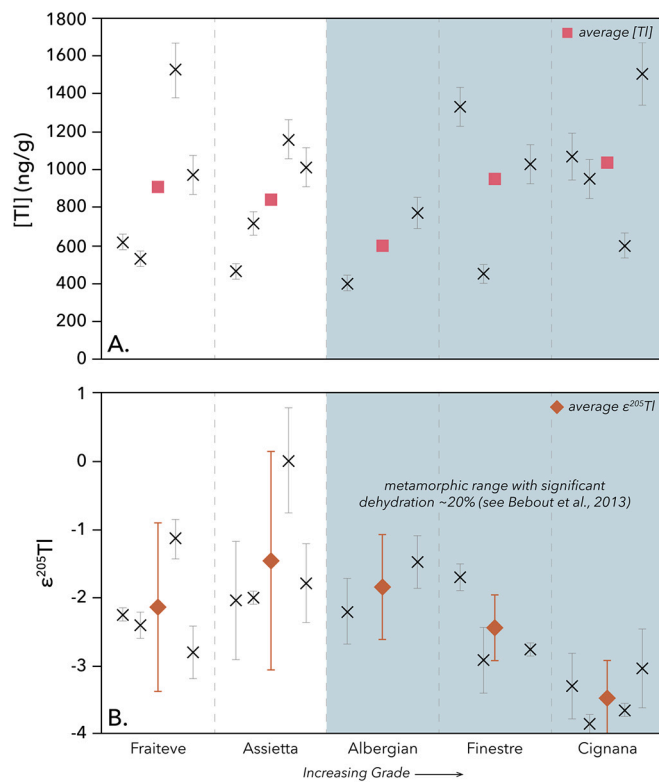 1800
average [Tl]
1600
1400
1200
1000
800
600
400
200
0
[Tl] (ng/g)
A.
1
average ε²⁰⁵Tl
0
metamorphic range with significant
dehydration ~20% (see Bebout et al., 2013)
-1
-2
-3
-4
ε²⁰⁵Tl
B.
Fraiteve Assietta Albergian Finestre Cignana
Increasing Grade